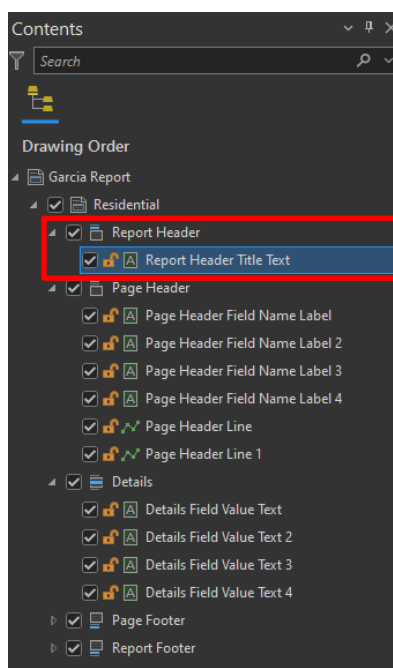 Contents
Search
Drawing Order
Garcia Report
Residential
Report Header
Report Header Title Text
Page Header
Page Header Field Name Label
Page Header Field Name Label 2
Page Header Field Name Label 3
Page Header Field Name Label 4
Page Header Line
Page Header Line 1
Details
Details Field Value Text
Details Field Value Text 2
Details Field Value Text 3
Details Field Value Text 4
Page Footer
Report Footer